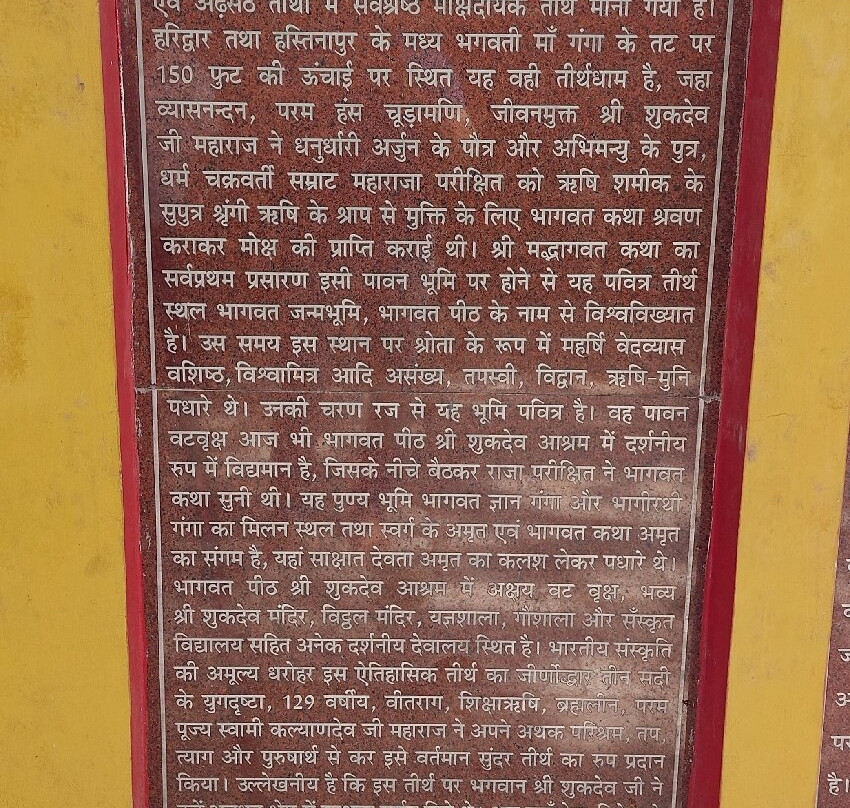 एवं अढ़सठ तीर्थों में सर्वश्रेष्ठ मोक्षदायक तीर्थ माना गया है।
हरिद्वार तथा हस्तिनापुर के मध्य भगवती माँ गंगा के तट पर
150 फुट की ऊंचाई पर स्थित यह वही तीर्थधाम है, जहा
व्यासनन्दन, परम हंस चूड़ामणि, जीवनमुक्त श्री शुकदेव
जी महाराज ने धनुर्धारी अर्जुन के पौत्र और अभिमन्यु के पुत्र,
धर्म चक्रवर्ती सम्राट महाराजा परीक्षित को ऋषि शमीक के
सुपुत्र श्रृंगी ऋषि के श्राप से मुक्ति के लिए भागवत कथा श्रवण
कराकर मोक्ष की प्राप्ति कराई थी। श्री मद्भागवत कथा का
सर्वप्रथम प्रसारण इसी पावन भूमि पर होने से यह पवित्र तीर्थ
स्थल भागवत जन्मभूमि, भागवत पीठ के नाम से विश्वविख्यात
है। उस समय इस स्थान पर श्रोता के रूप में महर्षि वेदव्यास
वशिष्ठ, विश्वामित्र आदि असंख्य, तपस्वी, विद्वान, ऋषि-मुनि
पधारे थे। उनकी चरण रज से यह भूमि पवित्र है। वह पावन
वटवृक्ष आज भी भागवत पीठ श्री शुकदेव आश्रम में दर्शनीय
रुप में विद्यमान है, जिसके नीचे बैठकर राजा परीक्षित ने भागवत
कथा सुनी थी। यह पुण्य भूमि भागवत ज्ञान गंगा और भागीरथी
गंगा का मिलन स्थल तथा स्वर्ग के अमृत एवं भागवत कथा अमृत
का संगम है, यहां साक्षात देवता अमृत का कलश लेकर पधारे थे।
भागवत पीठ श्री शुकदेव आश्रम में अक्षय वट वृक्ष, भव्य
श्री शुकदेव मंदिर, विट्ठल मंदिर, यज्ञशाला, गौशाला और सँस्कृत
विद्यालय सहित अनेक दर्शनीय देवालय स्थित है। भारतीय संस्कृति
की अमूल्य धरोहर इस ऐतिहासिक तीर्थ का जीर्णोद्धार तीन सदी
के युगदृष्टा, 129 वर्षीय, वीतराग, शिक्षाऋषि, ब्रह्मलीन, परम
पूज्य स्वामी कल्याणदेव जी महाराज ने अपने अथक परिश्रम, तप,
त्याग और पुरुषार्थ से कर इसे वर्तमान सुंदर तीर्थ का रुप प्रदान
किया। उल्लेखनीय है कि इस तीर्थ पर भगवान श्री शुकदेव जी ने